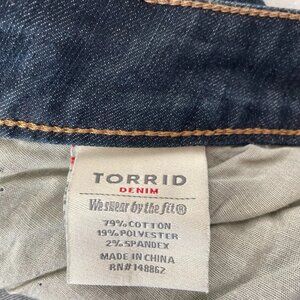 TORRID
DENIM
We swear by the fit®
79% COTTON
19% POLYESTER
2% SPANDEX
MADE IN CHINA
RN# 148862